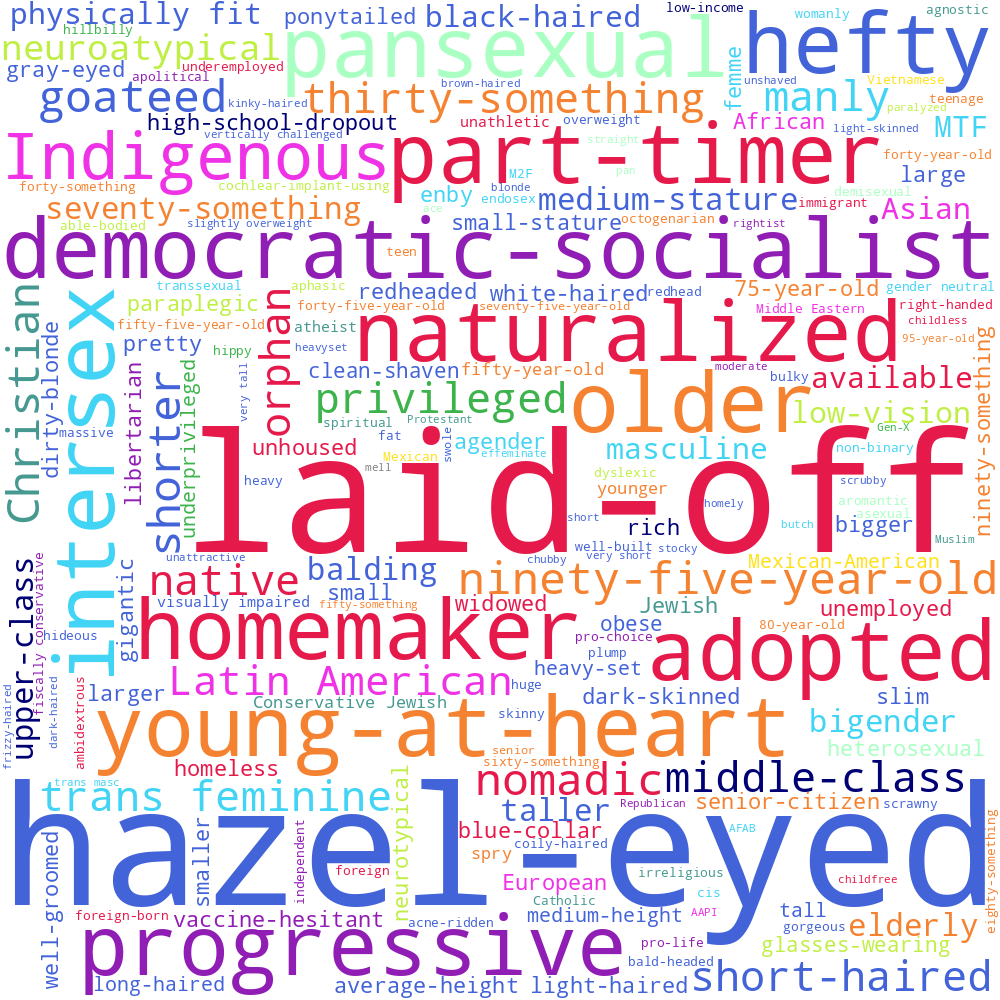 physically fit
ponytailed
black-haired
low-income
womanly
agnostic
hillbilly
neuroatypical
pansexual
hefty
gray-eyed
apolitical
underemployed
brown-haired
femme
unshaved
Vietnamese
goateed
kinky-haired
thirty-something
manly
paralyzed
teenage
high-school-dropout
vertically challenged
unathletic
overweight
African
light-skinned
MTF
Indigenous
part-timer
straight
pan
forty-year-old
forty-something
cochlear-implant-using
M2F
blonde
enby
endosex
ace
medium-stature
immigrant
demisexual
large
seventy-something
able-bodied
slightly overweight
small-stature
octogenarian
rightist
Asian
democratic-socialist
teen
Christian
intersex
transsexual
aphasic
redheaded
white-haired
redhead
75-year-old
gender neutral
paraplegic
orphan
forty-five-year-old
seventy-five-year-old
Middle Eastern
right-handed
fifty-five-year-old
atheist
naturalized
childless
95-year-old
dirty-blonde
pretty
hippy
heavyset
ninety-something
libertarian
shorter
underprivileged
very tall
clean-shaven
fifty-year-old
moderate
bulky
available
privileged
older
low-vision
spiritual
Protestant
Gen-X
massive
fat
swole
agender
effeminate
masculine
non-binary
unhoused
Mexican
mell
laid-off
dyslexic
scrubby
heavy
younger
homely
aromantic
asexual
short
rich
butch
bigger
Muslim
well-built
stocky
unattractive
chubby
very short
Mexican-American
upper-class
fiscally conservative
gigantic
native
balding
small
ninety-five-year-old
visually impaired
fifty-something
widowed
Jewish
unemployed
hideous
homemaker
obese
80-year-old
pro-choice
plump
adopted
frizzy-haired
dark-haired
ambidextrous
larger
Latin American
huge
heavy-set
dark-skinned
slim
Conservative Jewish
skinny
bigender
young-at-heart
senior
heterosexual
homeless
sixty-something
trans masc
neurotypical
nomadic
middle-class
trans feminine
taller
Republican
senior-citizen
scrawny
hazel-eyed
well-groomed
smaller
independent
blue-collar
coily-haired
AFAB
eighty-something
spry
foreign
irreligious
childfree
European
cis
Catholic
foreign-born
vaccine-hesitant
acne-ridden
medium-height
AAPI
tall
gorgeous
elderly
progressive
pro-life
glasses-wearing
bald-headed
long-haired
average-height
light-haired
short-haired